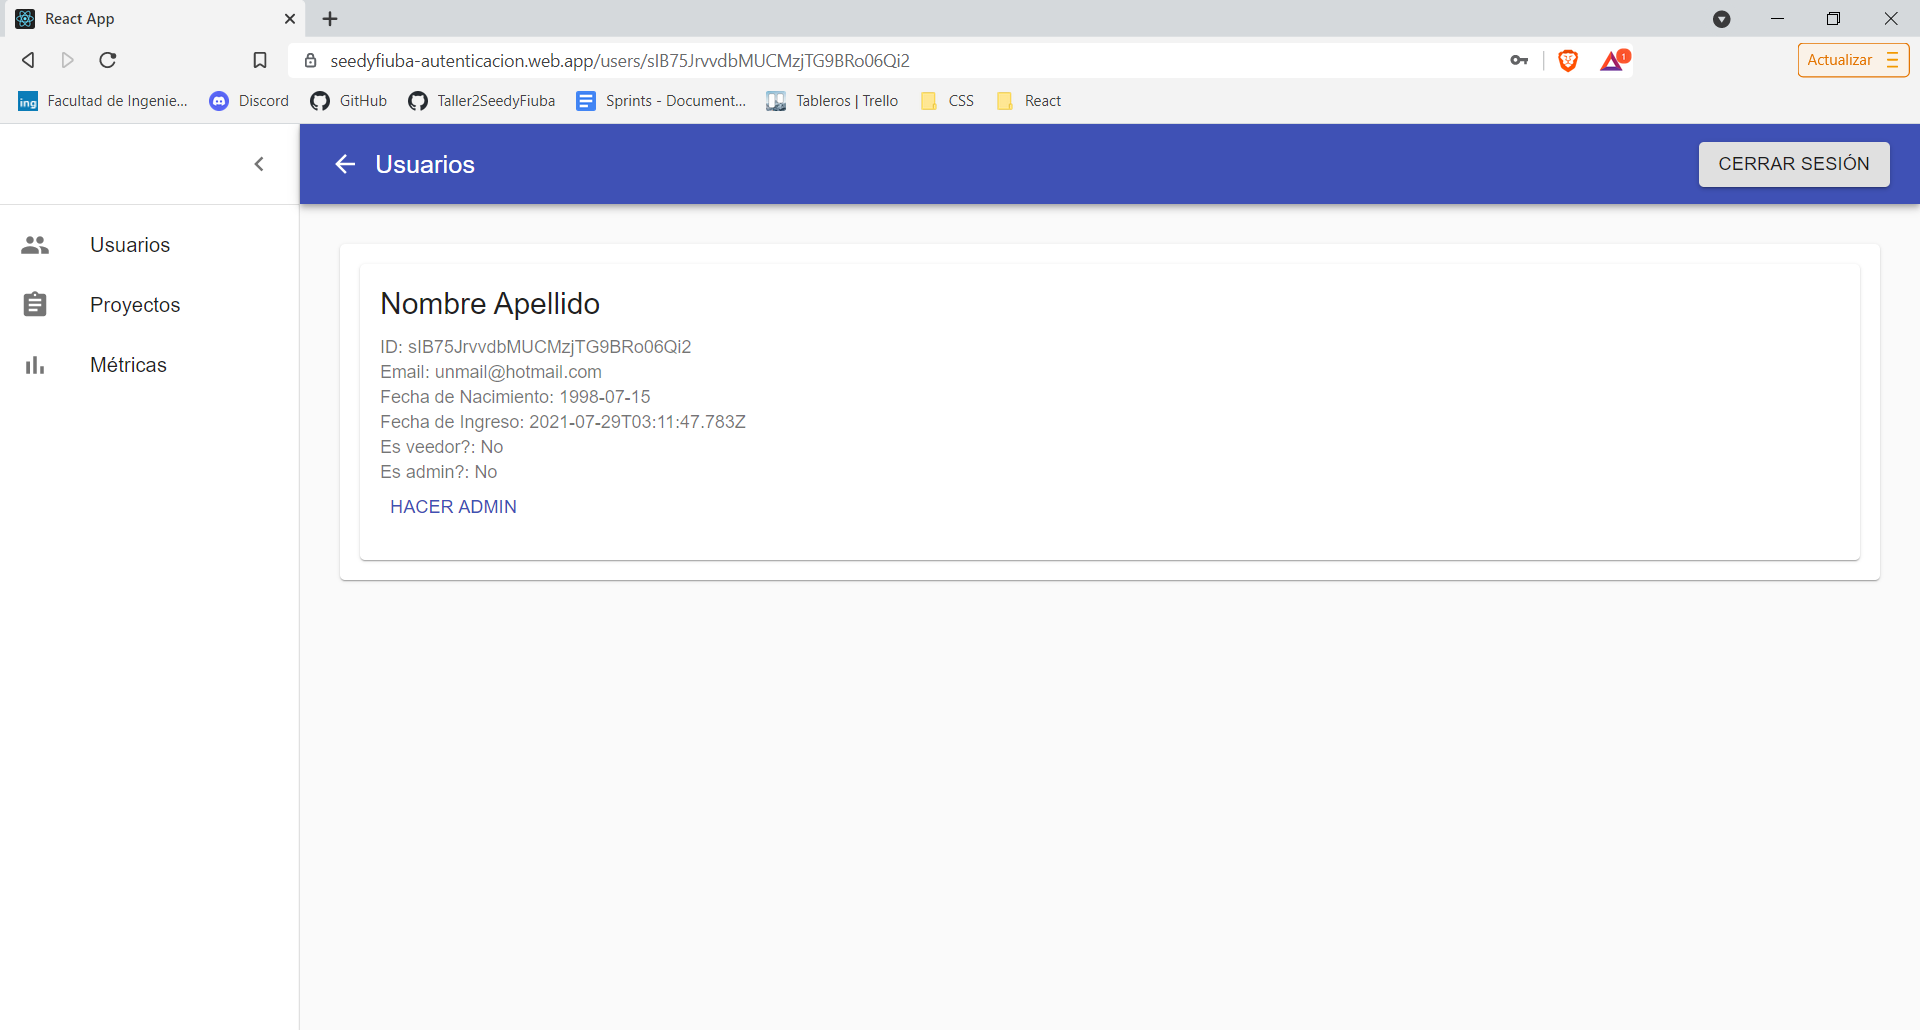 React App
seedyfiuba-autenticacion.web.app/users/sIB75JrvvdbMUCMzjTG9BRo06Qi2
1
Actualizar
ing Facultad de Ingenie... Discord GitHub Taller2SeedyFiuba Sprints - Document... Tableros | Trello CSS React
Usuarios
CERRAR SESIÓN
Usuarios
Proyectos
Métricas
Nombre Apellido
ID: sIB75JrvvdbMUCMzjTG9BRo06Qi2
Email: unmail@hotmail.com
Fecha de Nacimiento: 1998-07-15
Fecha de Ingreso: 2021-07-29T03:11:47.783Z
Es veedor?: No
Es admin?: No
HACER ADMIN